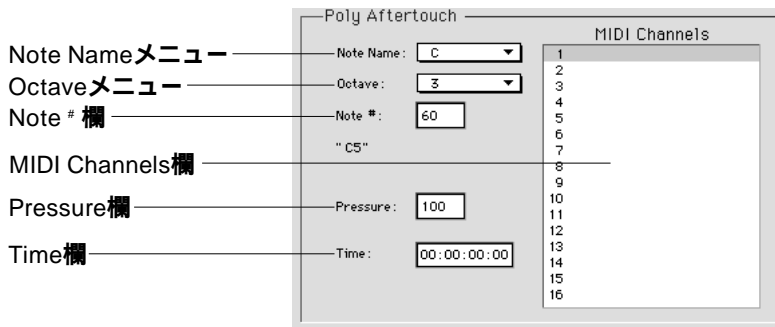 Poly Aftertouch
MIDI Channels
Note Nameメニュー
Note Name: C
Octaveメニュー
Octave: 3
Note # 欄
Note #: 60
"C5"
MIDI Channels欄
Pressure欄
Pressure: 100
Time欄
Time: 00:00:00:00
1
2
3
4
5
6
7
8
9
10
11
12
13
14
15
16